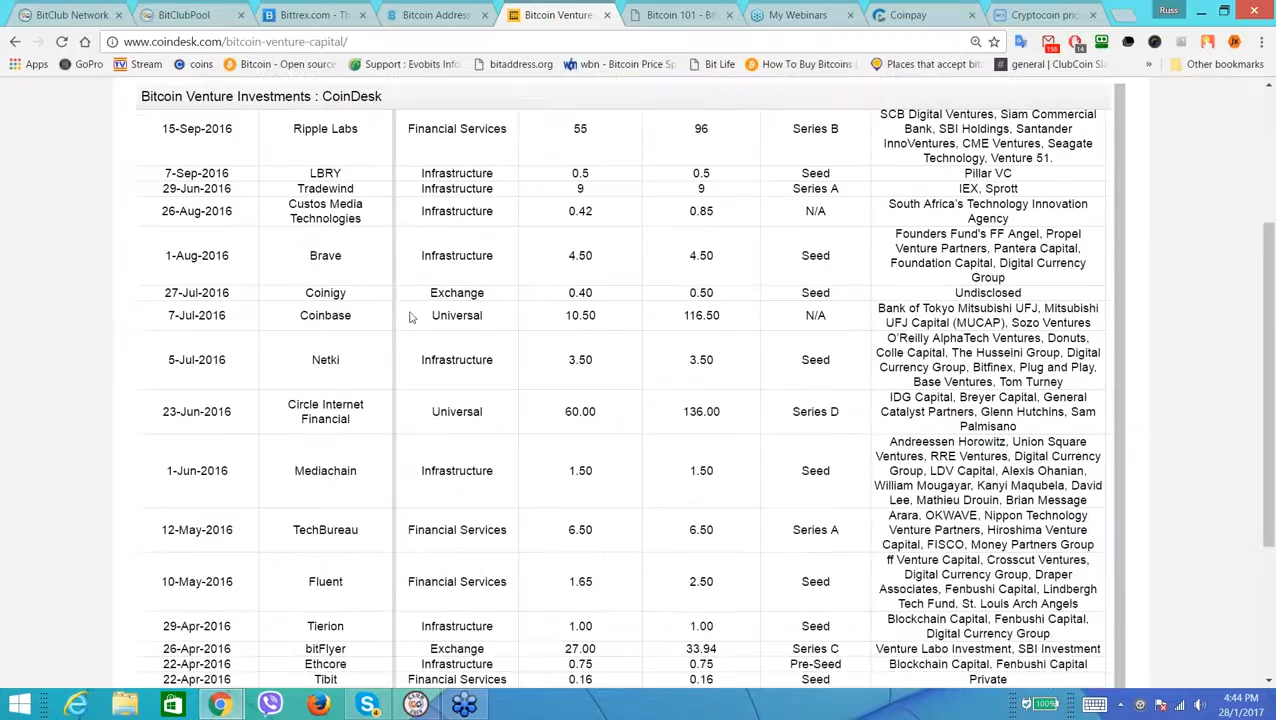 BitClub Network
BitClubPool
Bittrex.com - Th
Bitcoin Address
Bitcoin Venture
Bitcoin 101 - Bit
My Webinars
Coinpay
Cryptocoin pric
Russ
www.coindesk.com/bitcoin-venture-capital/
156
14
Apps
GoPro
Stream
coins
Bitcoin - Open source
Support : Evobits Info
bitaddress.org
wbn - Bitcoin Price Sp
Bit Life
How To Buy Bitcoins |
Places that accept bit
general | ClubCoin Sla
»
Other bookmarks
Bitcoin Venture Investments : CoinDesk
15-Sep-2016 Ripple Labs Financial Services 55 96 Series B
SCB Digital Ventures, Siam Commercial
Bank, SBI Holdings, Santander
InnoVentures, CME Ventures, Seagate
Technology, Venture 51.
7-Sep-2016 LBRY Infrastructure 0.5 0.5 Seed Pillar VC
29-Jun-2016 Tradewind Infrastructure 9 9 Series A IEX, Sprott
26-Aug-2016 Custos Media
Technologies Infrastructure 0.42 0.85 N/A South Africa's Technology Innovation
Agency
1-Aug-2016 Brave Infrastructure 4.50 4.50 Seed
Founders Fund's FF Angel, Propel
Venture Partners, Pantera Capital,
Foundation Capital, Digital Currency
Group
27-Jul-2016 Coinigy Exchange 0.40 0.50 Seed Undisclosed
7-Jul-2016 Coinbase Universal 10.50 116.50 N/A
Bank of Tokyo Mitsubishi UFJ, Mitsubishi
UFJ Capital (MUCAP), Sozo Ventures
5-Jul-2016 Netki Infrastructure 3.50 3.50 Seed
O'Reilly AlphaTech Ventures, Donuts,
Colle Capital, The Husseini Group, Digital
Currency Group, Bitfinex, Plug and Play,
Base Ventures, Tom Turney
23-Jun-2016 Circle Internet
Financial Universal 60.00 136.00 Series D
IDG Capital, Breyer Capital, General
Catalyst Partners, Glenn Hutchins, Sam
Palmisano
1-Jun-2016 Mediachain Infrastructure 1.50 1.50 Seed
Andreessen Horowitz, Union Square
Ventures, RRE Ventures, Digital Currency
Group, LDV Capital, Alexis Ohanian,
William Mougayar, Kanyi Maqubela, David
Lee, Mathieu Drouin, Brian Message
12-May-2016 TechBureau Financial Services 6.50 6.50 Series A
Arara, OKWAVE, Nippon Technology
Venture Partners, Hiroshima Venture
Capital, FISCO, Money Partners Group
10-May-2016 Fluent Financial Services 1.65 2.50 Seed
ff Venture Capital, Crosscut Ventures,
Digital Currency Group, Draper
Associates, Fenbushi Capital, Lindbergh
Tech Fund, St. Louis Arch Angels
29-Apr-2016 Tierion Infrastructure 1.00 1.00 Seed
Blockchain Capital, Fenbushi Capital,
Digital Currency Group
26-Apr-2016 bitFlyer Exchange 27.00 33.94 Series C Venture Labo Investment, SBI Investment
22-Apr-2016 Ethcore Infrastructure 0.75 0.75 Pre-Seed Blockchain Capital, Fenbushi Capital
22-Apr-2016 Tibit Infrastructure 0.16 0.16 Seed Private
100%
4:44 PM
28/1/2017